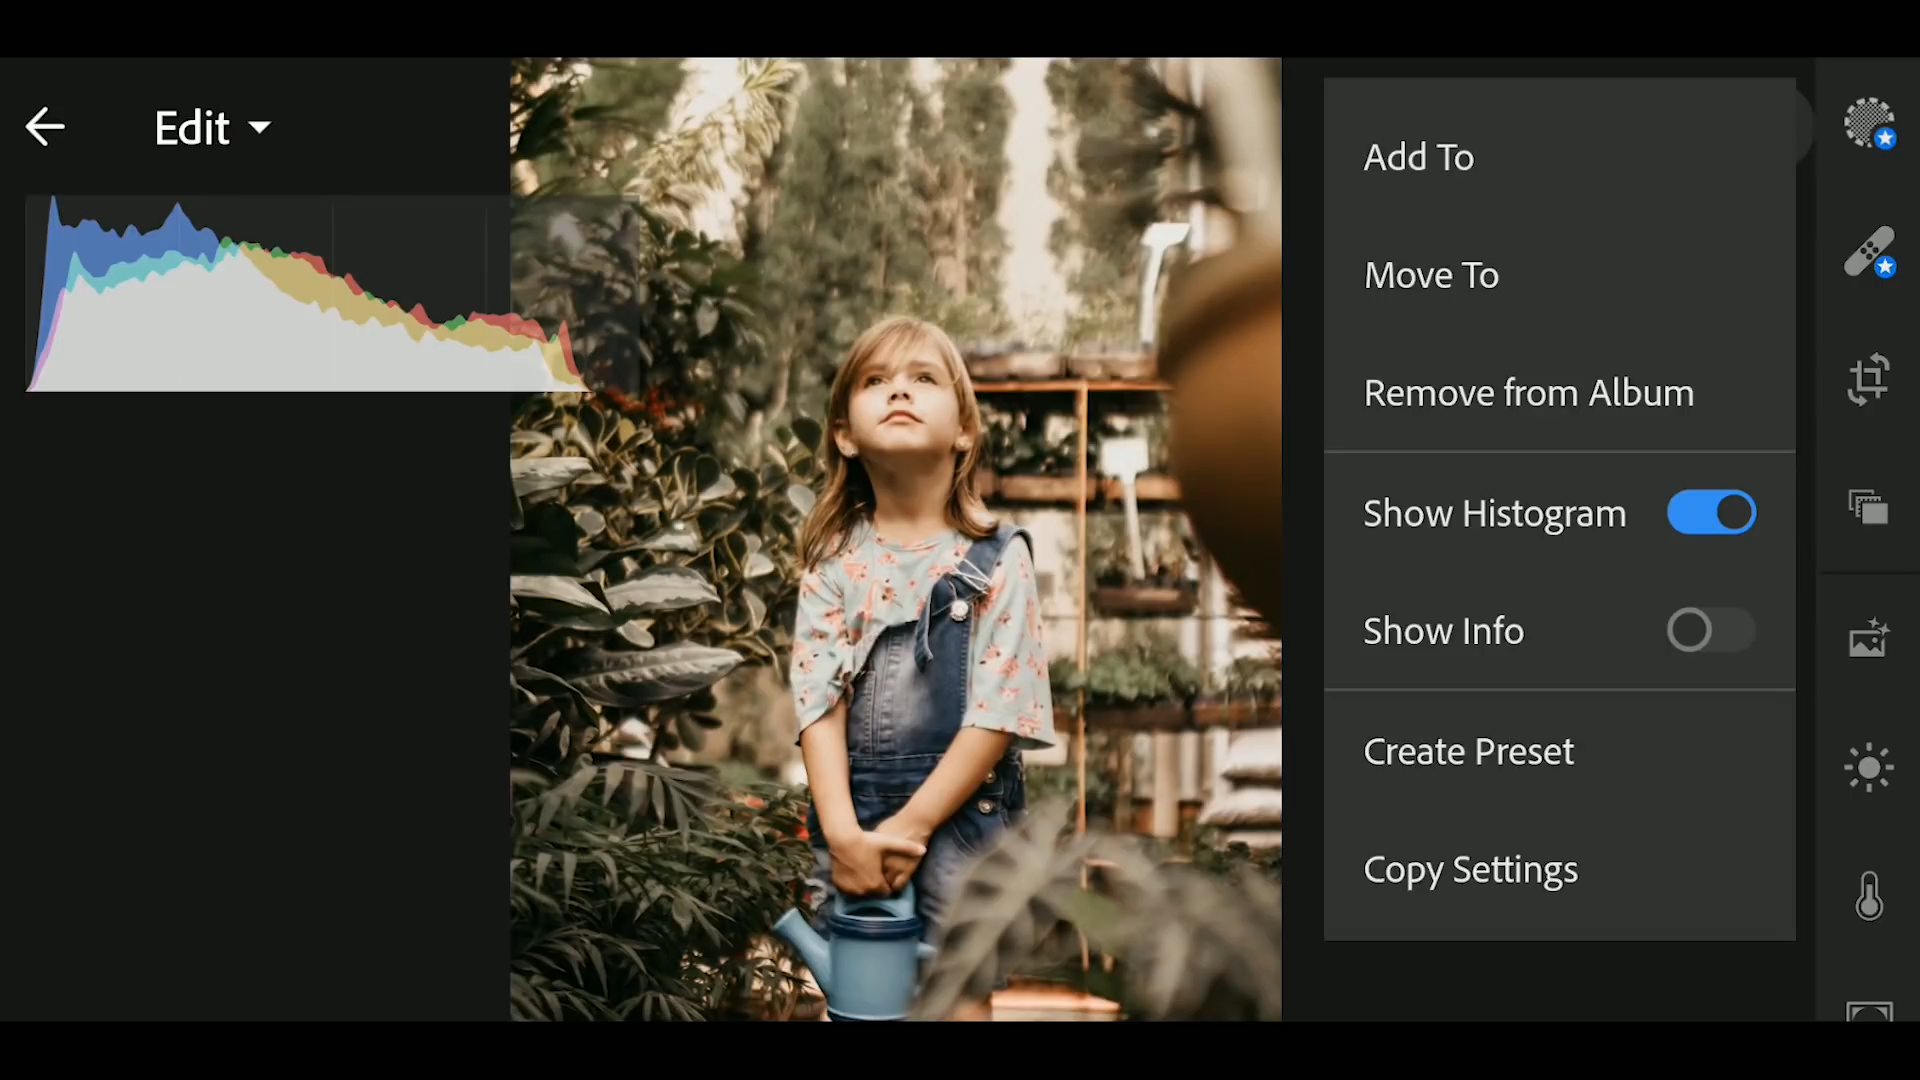 Edit
Add To
Move To
Remove from Album
Show Histogram
Show Info
Create Preset
Copy Settings